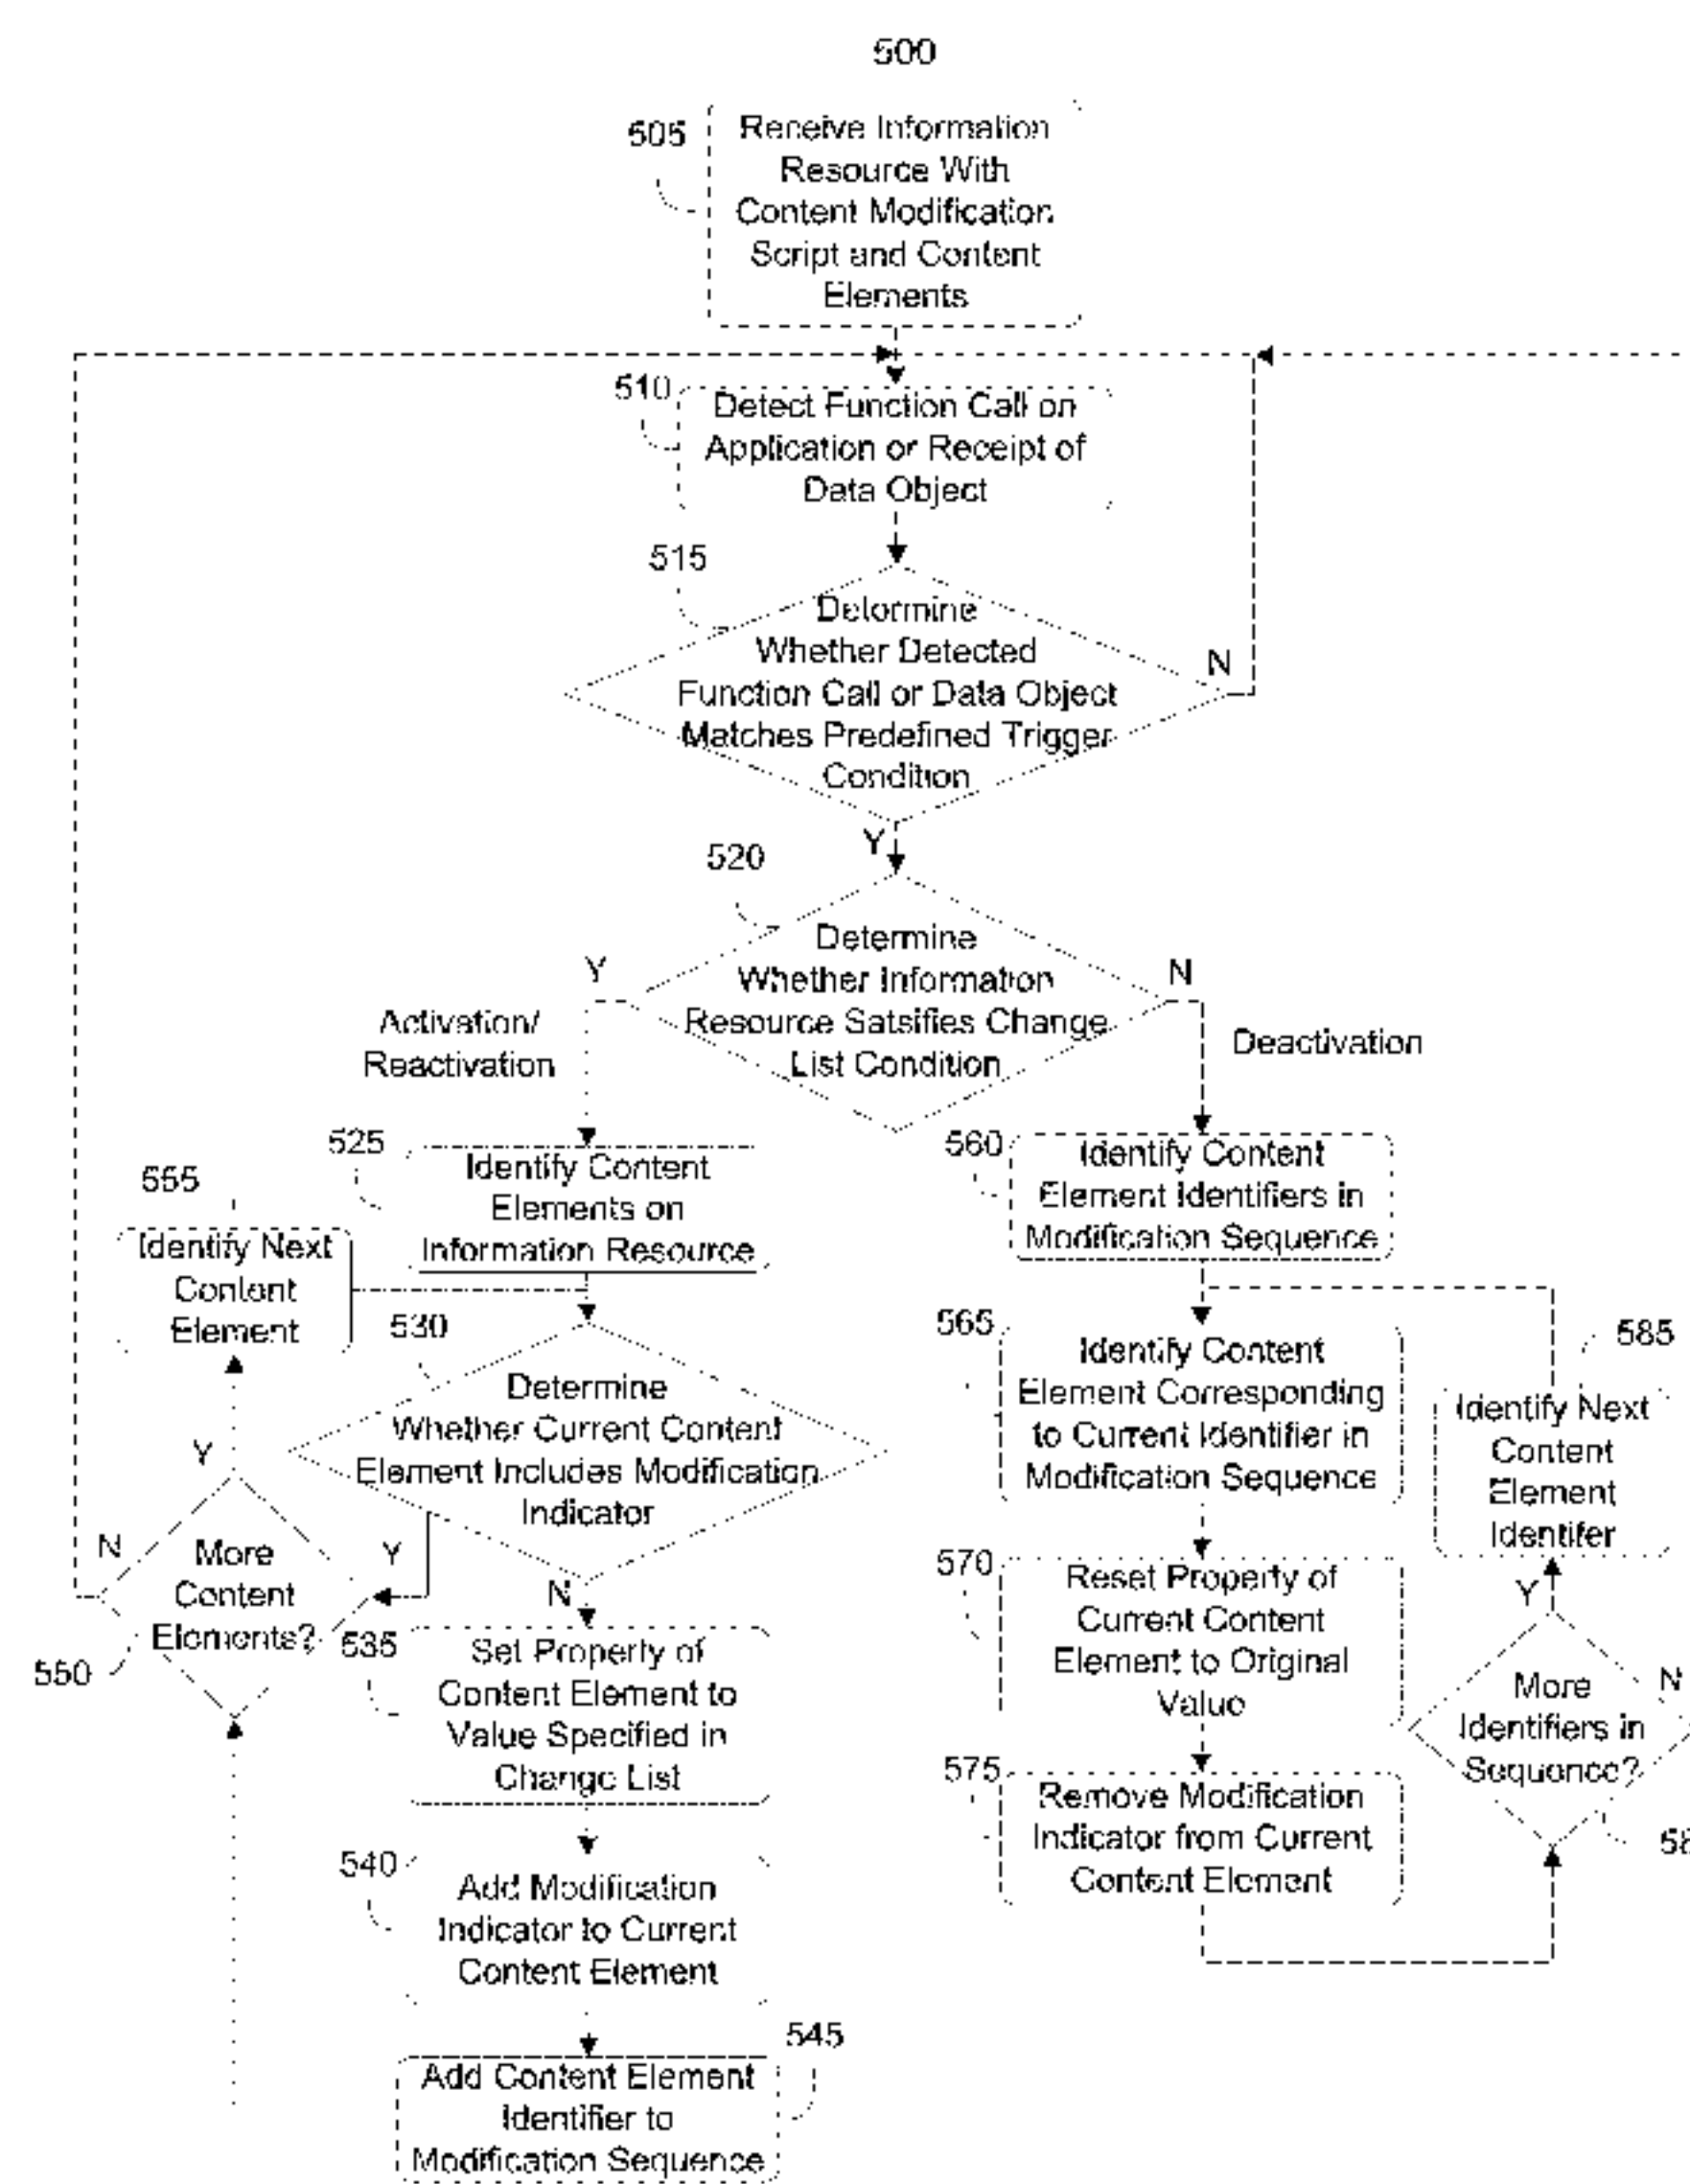 500
505
Receive Information
Resource With
Content Modification
Script and Content
Elements
510
Detect Function Call on
Application or Receipt of
Data Object
515
Determine
Whether Detected
Function Call or Data Object
Matches Predefined Trigger
Condition
N
Y
520
Determine
Whether Information
Resource Satsifies Change
List Condition
Y
N
Activation/
Reactivation
Deactivation
525
Identify Content
Elements on
Information Resource
555
Identify Next
Content
Element
530
Determine
Whether Current Content
Element Includes Modification
Indicator
Y
N
Y
N
More
Content
Elements?
550
535
Set Property of
Content Element to
Value Specified in
Change List
540
Add Modification
Indicator to Current
Content Element
545
Add Content Element
Identifier to
Modification Sequence
560
Identify Content
Element Identifiers in
Modification Sequence
565
Identify Content
Element Corresponding
to Current Identifier in
Modification Sequence
570
Reset Property of
Current Content
Element to Original
Value
575
Remove Modification
Indicator from Current
Content Element
585
Identify Next
Content
Element
Identifer
Y
N
More
Identifiers in
Sequence?